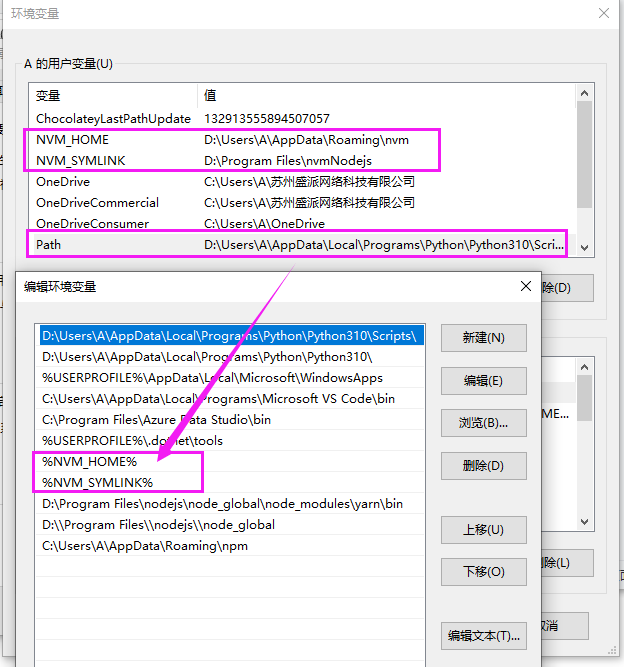 环境变量
A 的用户变量(U)
变量 值
ChocolateyLastPathUpdate 132913555894507057
NVM_HOME D:\Users\A\AppData\Roaming\nvm
NVM_SYMLINK D:\Program Files\nvmNodejs
OneDrive C:\Users\A\苏州盛派网络科技有限公司
OneDriveCommercial C:\Users\A\苏州盛派网络科技有限公司
OneDriveConsumer C:\Users\A\OneDrive
Path D:\Users\A\AppData\Local\Programs\Python\Python310\Scri...
除(D)
编辑环境变量
D:\Users\A\AppData\Local\Programs\Python\Python310\Scripts\
D:\Users\A\AppData\Local\Programs\Python\Python310\
%USERPROFILE%\AppData\Local\Microsoft\WindowsApps
C:\Users\A\AppData\Local\Programs\Microsoft VS Code\bin
C:\Program Files\Azure Data Studio\bin
%USERPROFILE%\.dotnet\tools
%NVM_HOME%
%NVM_SYMLINK%
D:\Program Files\nodejs\node_global\node_modules\yarn\bin
D:\\Program Files\\nodejs\\node_global
C:\Users\A\AppData\Roaming\npm
新建(N)
编辑(E)
浏览(B)...
删除(D)
上移(U)
下移(O)
编辑文本(T)...
ME...
除(L)
取消